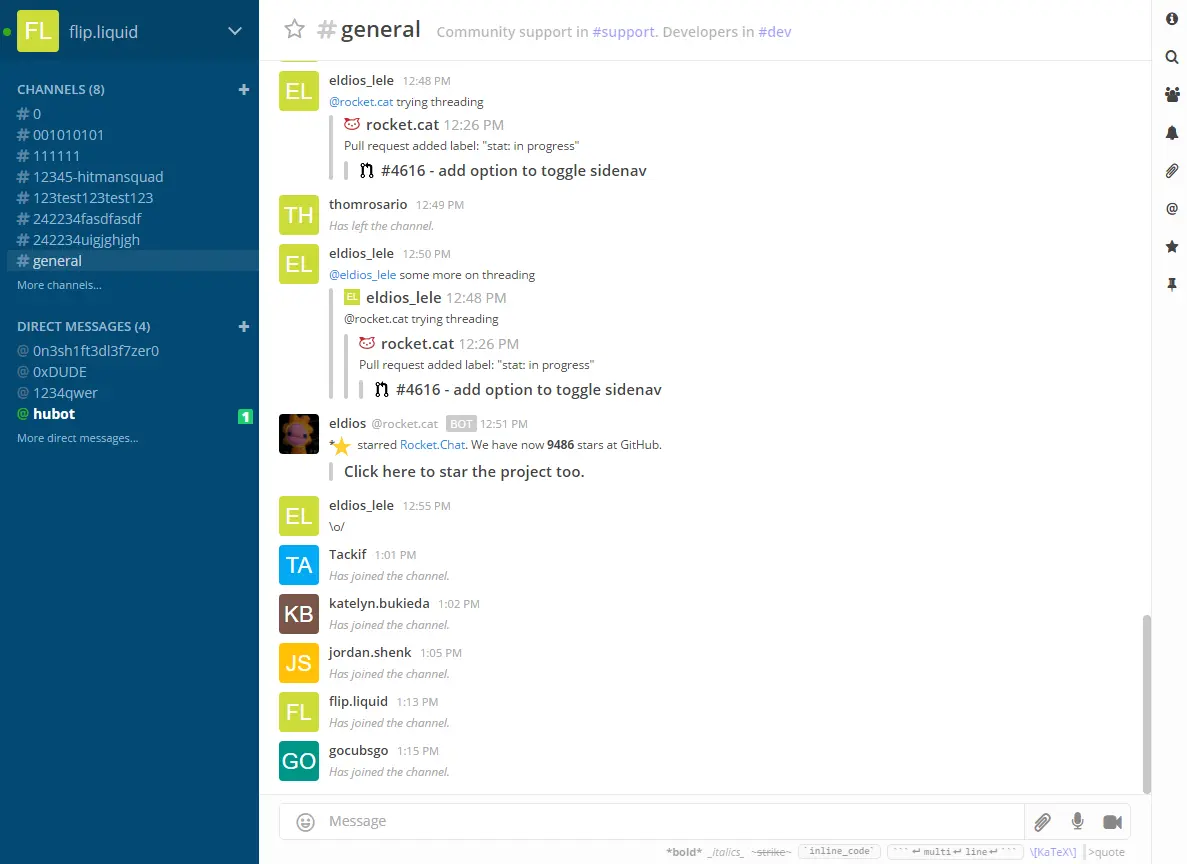 FL flip.liquid
CHANNELS (8) +
# 0
# 001010101
# 111111
# 12345-hitmansquad
# 123test123test123
# 242234fasdfasdf
# 242234uigjghjgh
# general
More channels...
DIRECT MESSAGES (4) +
@ 0n3sh1ft3dl3f7zer0
@ 0xDUDE
@ 1234qwer
@ hubot 1
More direct messages...
#general Community support in #support. Developers in #dev
EL eldios_lele 12:48 PM
@rocket.cat trying threading
rocket.cat 12:26 PM
Pull request added label: "stat: in progress"
#4616 - add option to toggle sidenav
TH thomrosario 12:49 PM
Has left the channel.
EL eldios_lele 12:50 PM
@eldios_lele some more on threading
EL eldios_lele 12:48 PM
@rocket.cat trying threading
rocket.cat 12:26 PM
Pull request added label: "stat: in progress"
#4616 - add option to toggle sidenav
eldios @rocket.cat BOT 12:51 PM
*⭐ starred Rocket.Chat. We have now 9486 stars at GitHub.
Click here to star the project too.
EL eldios_lele 12:55 PM
\o/
TA Tackif 1:01 PM
Has joined the channel.
KB katelyn.bukieda 1:02 PM
Has joined the channel.
JS jordan.shenk 1:05 PM
Has joined the channel.
FL flip.liquid 1:13 PM
Has joined the channel.
GO gocubsgo 1:15 PM
Has joined the channel.
Message
*bold* _italics_ ~strike~ `inline_code` ```↵multi↵line↵``` \[KaTeX\] >quote
@